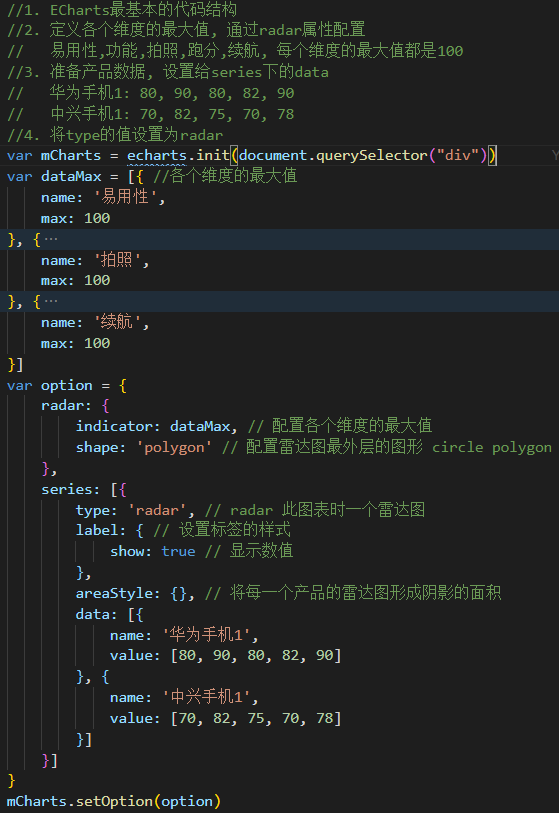 //1. ECharts最基本的代码结构
//2. 定义各个维度的最大值, 通过radar属性配置
//   易用性,功能,拍照,跑分,续航, 每个维度的最大值都是100
//3. 准备产品数据, 设置给series下的data
//   华为手机1: 80, 90, 80, 82, 90
//   中兴手机1: 70, 82, 75, 70, 78
//4. 将type的值设置为radar
var mCharts = echarts.init(document.querySelector("div"))
var dataMax = [{ //各个维度的最大值
    name: '易用性',
    max: 100
}, {···
    name: '拍照',
    max: 100
}, {···
    name: '续航',
    max: 100
}]
var option = {
    radar: {
        indicator: dataMax, // 配置各个维度的最大值
        shape: 'polygon' // 配置雷达图最外层的图形 circle polygon
    },
    series: [{
        type: 'radar', // radar 此图表时一个雷达图
        label: { // 设置标签的样式
            show: true // 显示数值
        },
        areaStyle: {}, // 将每一个产品的雷达图形成阴影的面积
        data: [{
            name: '华为手机1',
            value: [80, 90, 80, 82, 90]
        }, {
            name: '中兴手机1',
            value: [70, 82, 75, 70, 78]
        }]
    }]
}
mCharts.setOption(option)